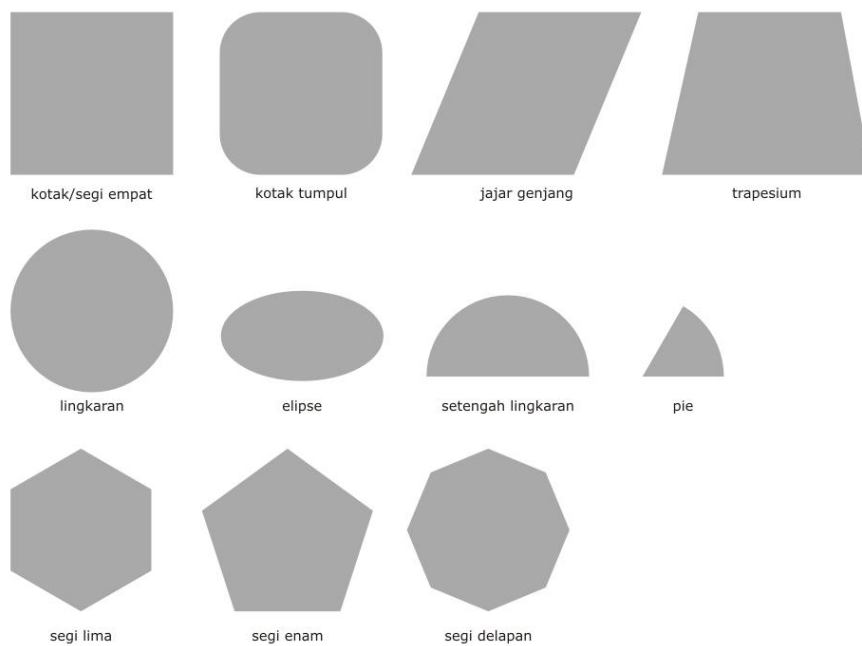 kotak/segi empat
kotak tumpul
jajar genjang
trapesium
lingkaran
elipse
setengah lingkaran
pie
segi lima
segi enam
segi delapan